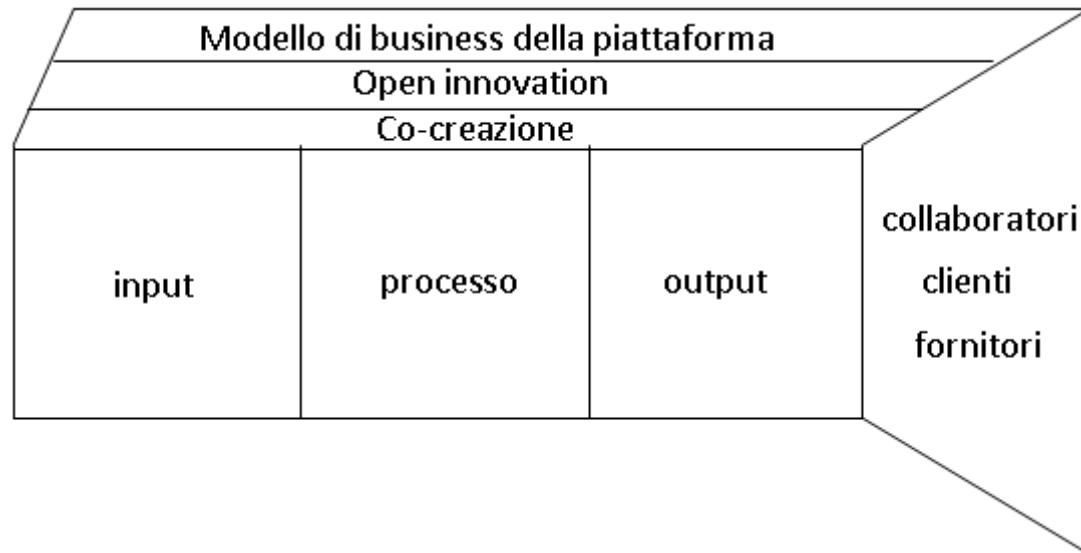 Modello di business della piattaforma
Open innovation
Co-creazione
input
processo
output
collaboratori
clienti
fornitori